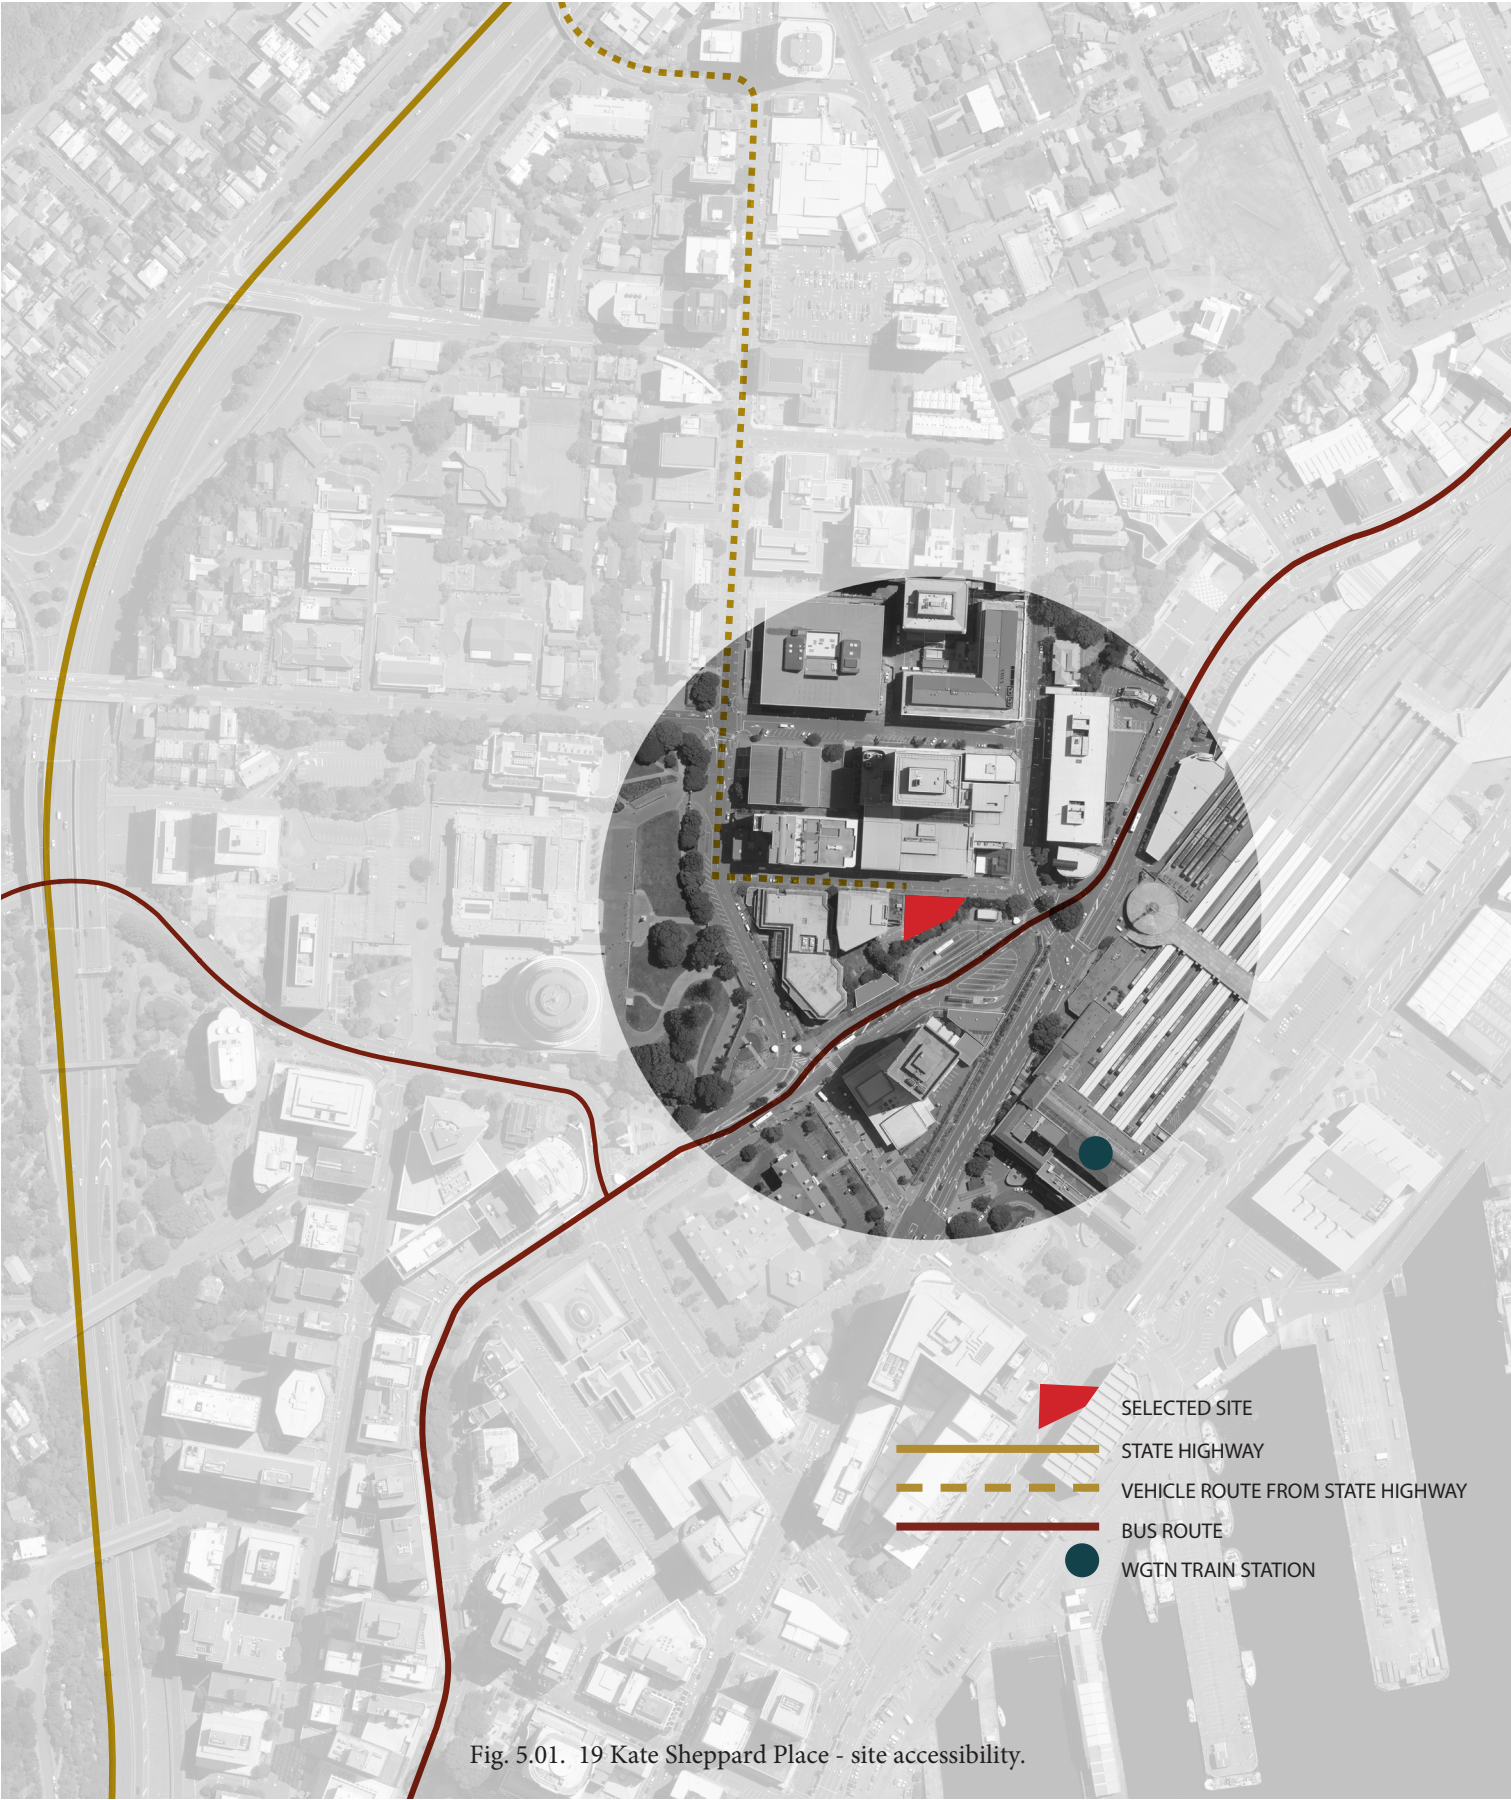 SELECTED SITE
STATE HIGHWAY
VEHICLE ROUTE FROM STATE HIGHWAY
BUS ROUTE
WGTN TRAIN STATION
Fig. 5.01. 19 Kate Sheppard Place - site accessibility.